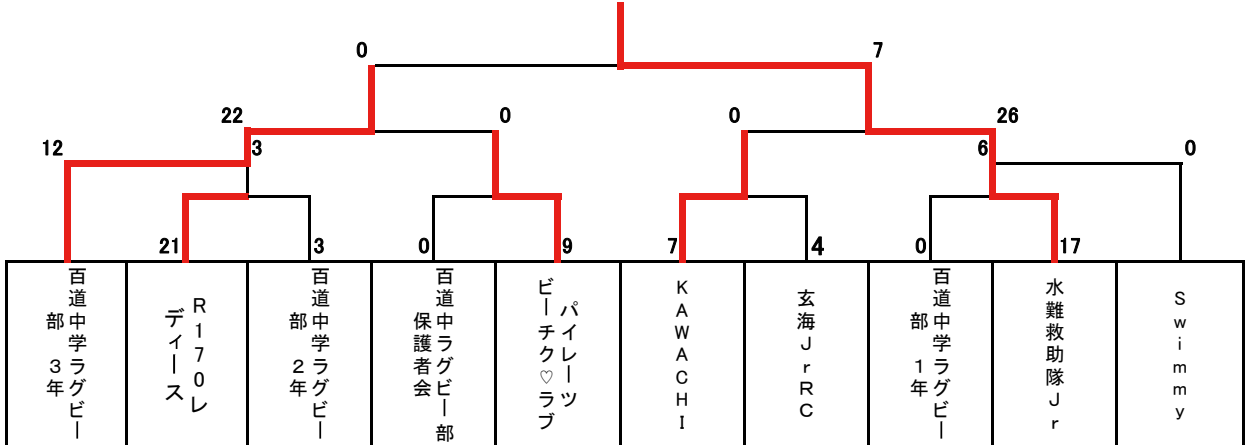 0
7
22
0
0
26
12
3
6
0
21
3
0
9
7
4
0
17
百道中学ラグビー
部　3年
R170レ
ディース
百道中学ラグビー
部　2年
百道中ラグビー部
保護者会
パイレーツ
ビーチク♡ラブ
KAWACHI
玄海JrRC
百道中学ラグビー
部　1年
水難救助隊Jr
Swimmy